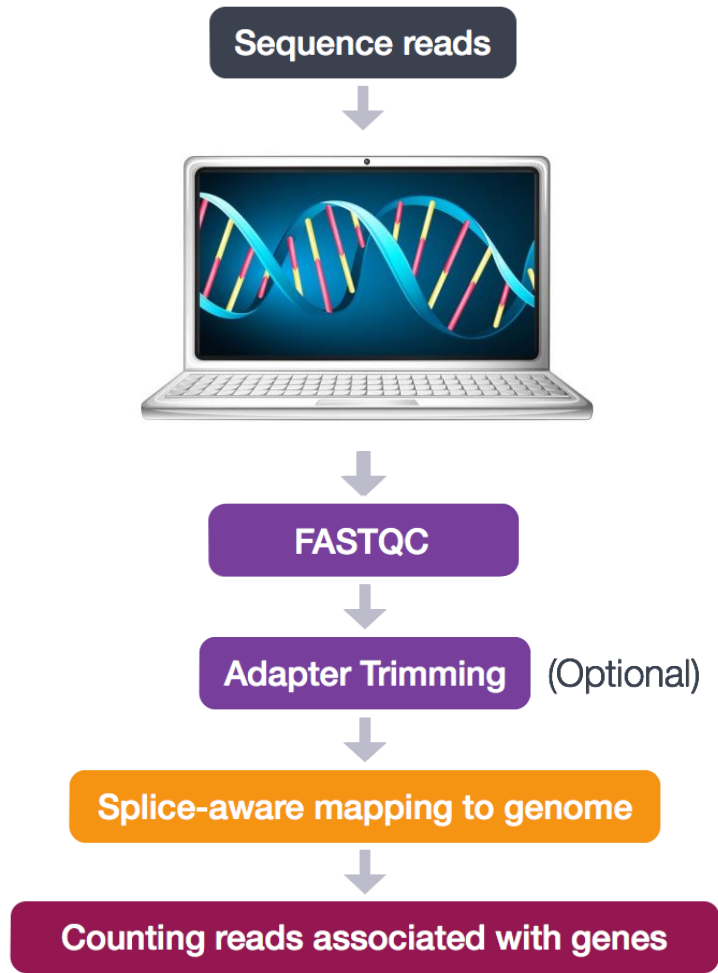 Sequence reads
FASTQC
Adapter Trimming (Optional)
Splice-aware mapping to genome
Counting reads associated with genes